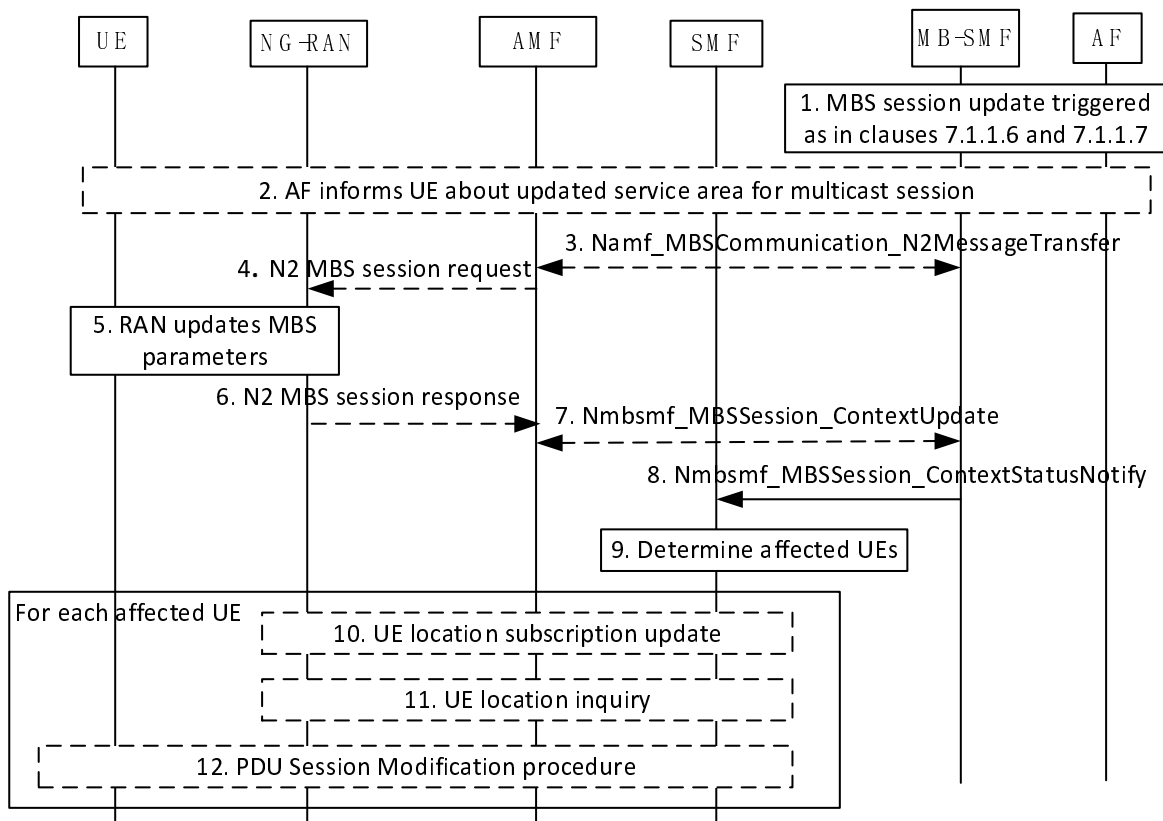 UE
NG-RAN
AMF
SMF
MB-SMF
AF
1. MBS session update triggered
as in clauses 7.1.1.6 and 7.1.1.7
2. AF informs UE about updated service area for multicast session
3. Namf_MBSCommunication_N2MessageTransfer
4. N2 MBS session request
5. RAN updates MBS
parameters
6. N2 MBS session response
7. Nmbsmf_MBSSession_ContextUpdate
8. Nmbsmf_MBSSession_ContextStatusNotify
9. Determine affected UEs
For each affected UE
10. UE location subscription update
11. UE location inquiry
12. PDU Session Modification procedure